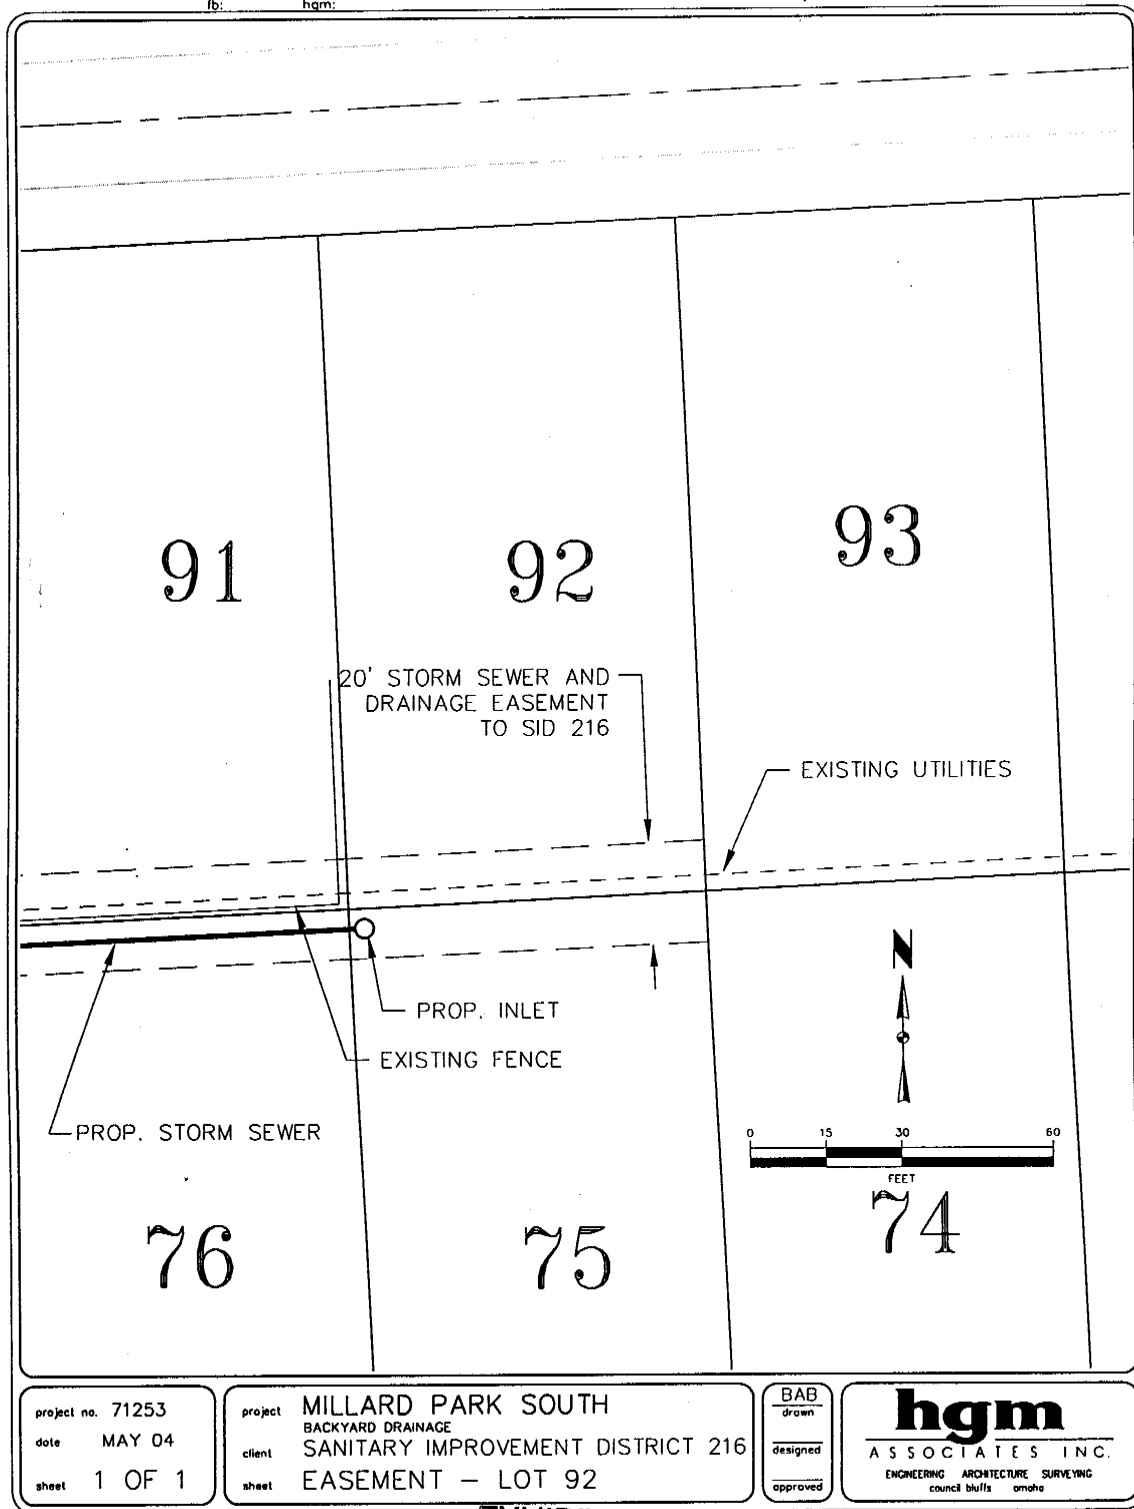 fb: hgm:
91
92
93
20' STORM SEWER AND
DRAINAGE EASEMENT
TO SID 216
EXISTING UTILITIES
N
PROP. INLET
EXISTING FENCE
PROP. STORM SEWER
0 15 30 60
FEET
76
75
74
project no. 71253
date MAY 04
sheet 1 OF 1
project MILLARD PARK SOUTH
BACKYARD DRAINAGE
client SANITARY IMPROVEMENT DISTRICT 216
sheet EASEMENT – LOT 92
BAB
drawn
designed
approved
hgm
ASSOCIATES INC.
ENGINEERING ARCHITECTURE SURVEYING
council bluffs omaha